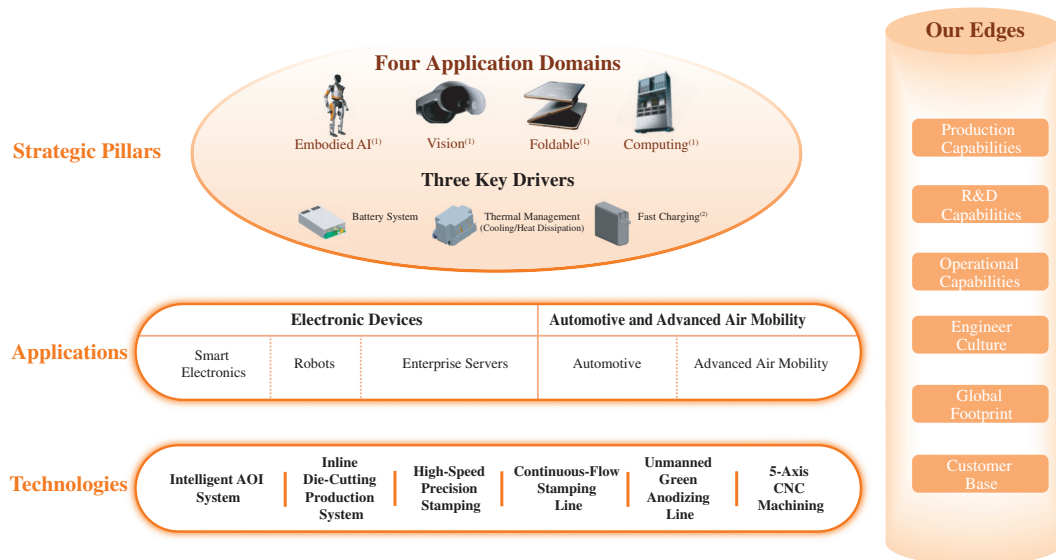 Four Application Domains
Strategic Pillars
Embodied AI(1)
Vision(1)
Foldable(1)
Computing(1)
Three Key Drivers
Battery System
Thermal Management
(Cooling/Heat Dissipation)
Fast Charging(2)
Applications
Electronic Devices
Automotive and Advanced Air Mobility
Smart
Electronics
Robots
Enterprise Servers
Automotive
Advanced Air Mobility
Technologies
Intelligent AOI
System
Inline
Die-Cutting
Production
System
High-Speed
Precision
Stamping
Continuous-Flow
Stamping
Line
Unmanned
Green
Anodizing
Line
5-Axis
CNC
Machining
Our Edges
Production
Capabilities
R&D
Capabilities
Operational
Capabilities
Engineer
Culture
Global
Footprint
Customer
Base